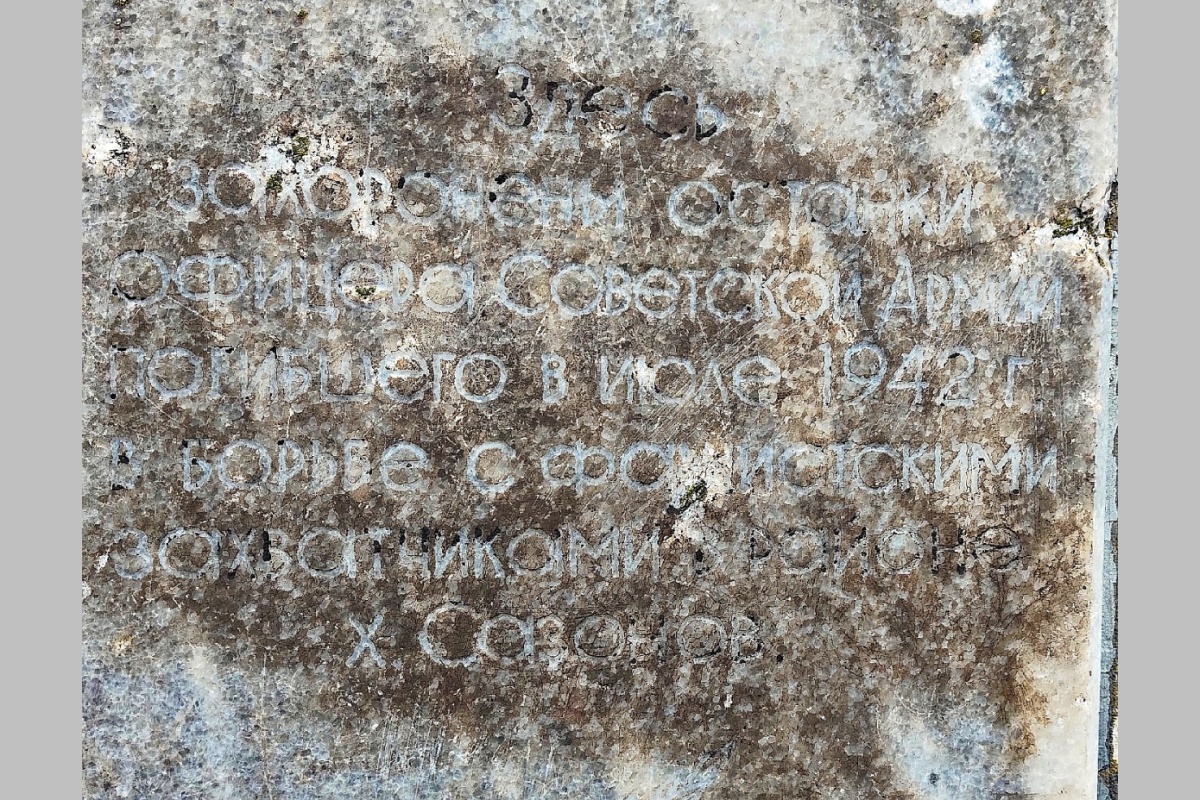 Здесь
захоронены останки
офицера Советской Армии
погибшего в июле 1942 г.
в борьбе с фашистскими
захватчиками в районе
х. Сазонов